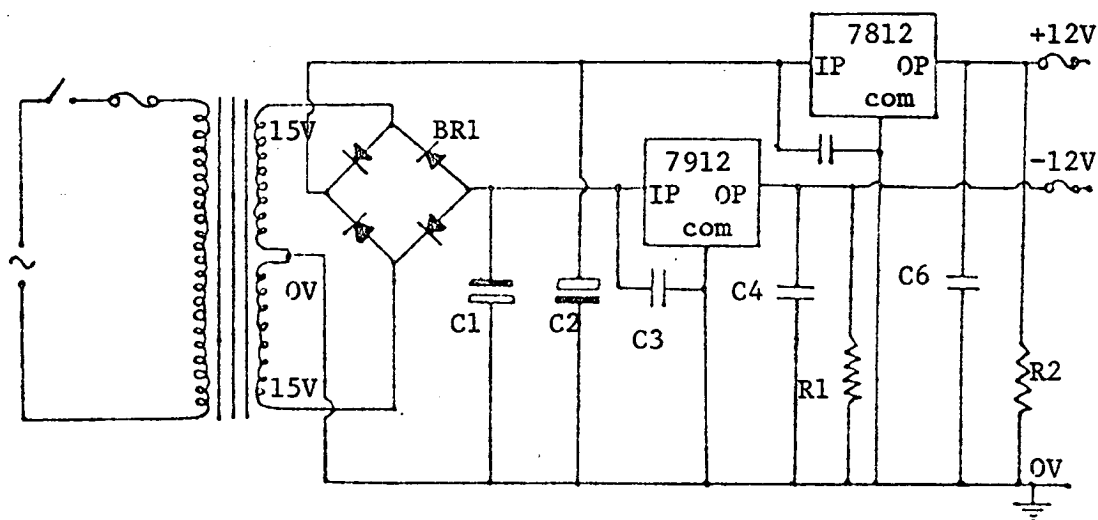 7812
+12V
IP OP
com
15V
BR1
7912
-12V
IP OP
com
0V
C1
C2
C3
C4
C6
15V
R1
R2
0V